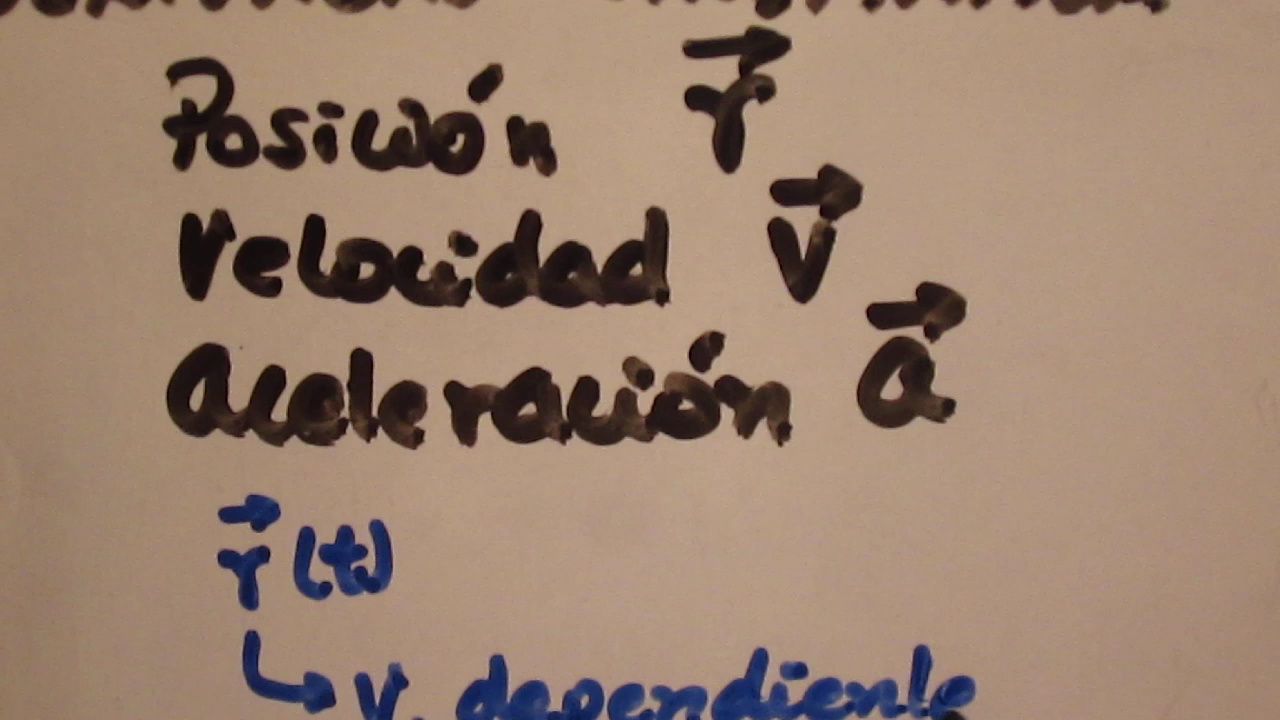 Posición r⃗
Velocidad v⃗
aceleración a⃗
r⃗ (t)
↳ v. dependiente